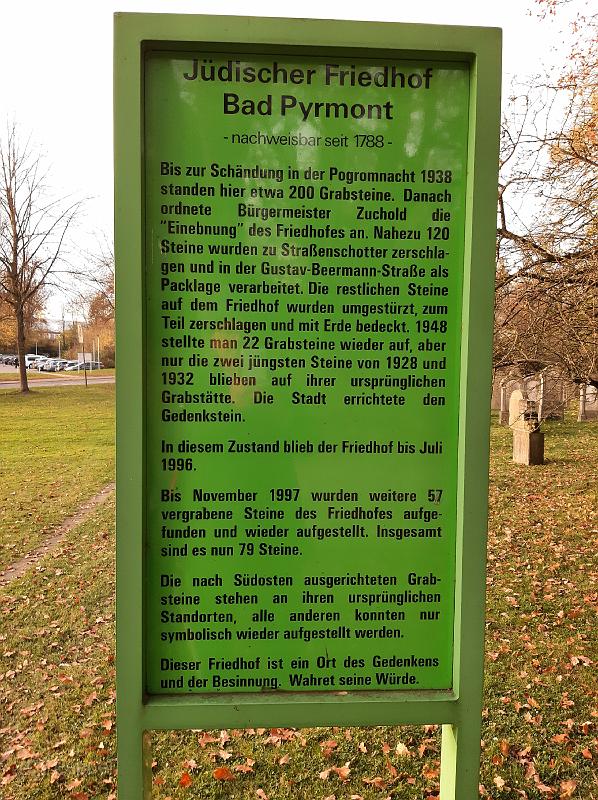 Jüdischer Friedhof
Bad Pyrmont
- nachweisbar seit 1788 -
Bis zur Schändung in der Pogromnacht 1938
standen hier etwa 200 Grabsteine. Danach
ordnete Bürgermeister Zuchold die
"Einebnung" des Friedhofes an. Nahezu 120
Steine wurden zu Straßenschotter zerschla-
gen und in der Gustav-Beermann-Straße als
Packlage verarbeitet. Die restlichen Steine
auf dem Friedhof wurden umgestürzt, zum
Teil zerschlagen und mit Erde bedeckt. 1948
stellte man 22 Grabsteine wieder auf, aber
nur die zwei jüngsten Steine von 1928 und
1932 blieben auf ihrer ursprünglichen
Grabstätte. Die Stadt errichtete den
Gedenkstein.
In diesem Zustand blieb der Friedhof bis Juli
1996.
Bis November 1997 wurden weitere 57
vergrabene Steine des Friedhofes aufge-
funden und wieder aufgestellt. Insgesamt
sind es nun 79 Steine.
Die nach Südosten ausgerichteten Grab-
steine stehen an ihren ursprünglichen
Standorten, alle anderen konnten nur
symbolisch wieder aufgestellt werden.
Dieser Friedhof ist ein Ort des Gedenkens
und der Besinnung. Wahret seine Würde.